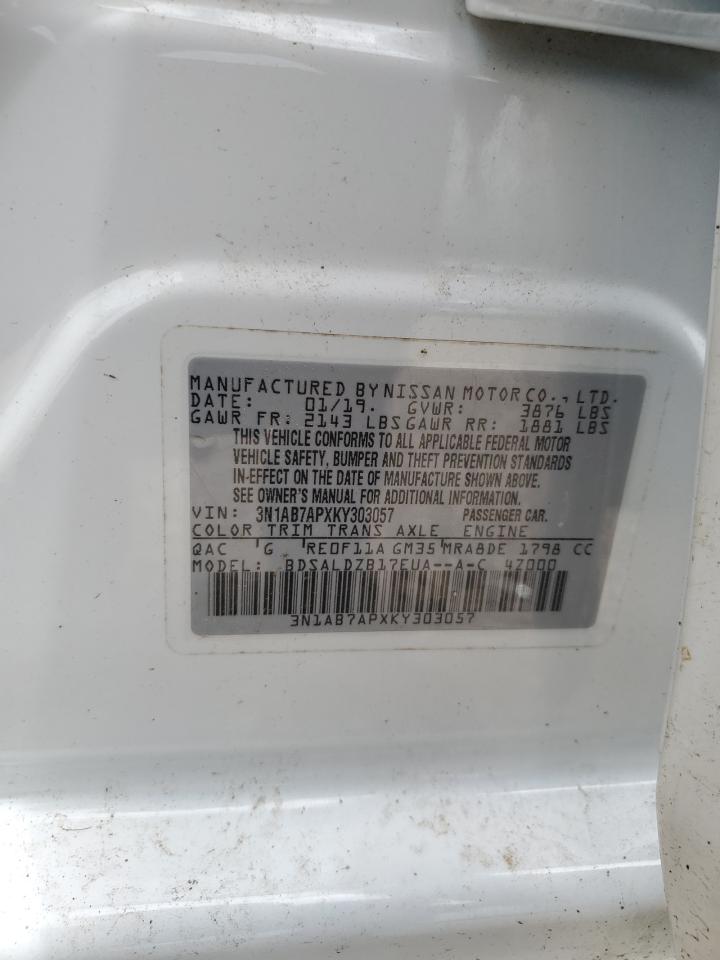 MANUFACTURED BY NISSAN MOTOR CO., LTD.
DATE: 01/19. GVWR: 3876 LBS
GAWR FR: 2143 LBS GAWR RR: 1881 LBS
THIS VEHICLE CONFORMS TO ALL APPLICABLE FEDERAL MOTOR
VEHICLE SAFETY, BUMPER AND THEFT PREVENTION STANDARDS
IN-EFFECT ON THE DATE OF MANUFACTURE SHOWN ABOVE.
SEE OWNER'S MANUAL FOR ADDITIONAL INFORMATION.
VIN: 3N1AB7APXKY303057 PASSENGER CAR.
COLOR TRIM TRANS AXLE ENGINE
QAC G RE0F11A GM35 MRA8DE 1798 CC
MODEL: BDSALDZB17EUA--A-C 4Z000
3N1AB7APXKY303057